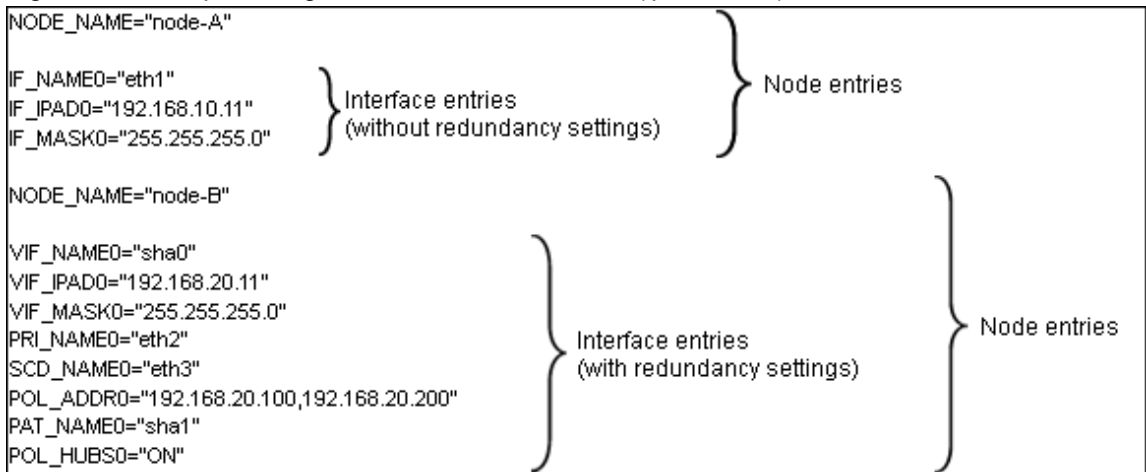 NODE_NAME="node-A"
Node entries
IF_NAME0="eth1"
IF_IPAD0="192.168.10.11"
IF_MASK0="255.255.255.0"
Interface entries
(without redundancy settings)
NODE_NAME="node-B"
Node entries
VIF_NAME0="sha0"
VIF_IPAD0="192.168.20.11"
VIF_MASK0="255.255.255.0"
PRI_NAME0="eth2"
SCD_NAME0="eth3"
POL_ADDR0="192.168.20.100,192.168.20.200"
PAT_NAME0="sha1"
POL_HUBS0="ON"
Interface entries
(with redundancy settings)